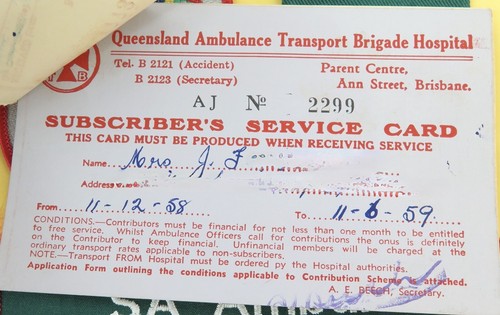 Queensland Ambulance Transport Brigade Hospital
Tel. B 2121 (Accident)
B 2123 (Secretary)
Parent Centre,
Ann Street, Brisbane.
T B
AJ No 2299
SUBSCRIBER'S SERVICE CARD
THIS CARD MUST BE PRODUCED WHEN RECEIVING SERVICE
Name Mrs. J. F
Address
From 11-12-58 To 11-6-59
CONDITIONS.—Contributors must be financial for not less than one month to be entitled
to free service. Whilst Ambulance Officers call for contributions the onus is definitely
on the Contributor to keep financial. Unfinancial members will be charged at the
ordinary transport rates applicable to non-subscribers.
NOTE.—Transport FROM Hospital must be ordered by the Hospital authorities.
Application Form outlining the conditions applicable to Contribution Scheme is attached.
A. E. BEECH, Secretary.
SA